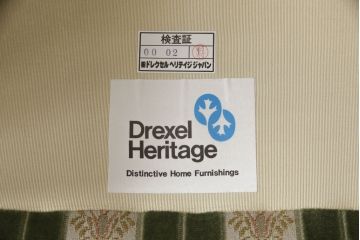 検査証
00 02
㈱ドレクセル ヘリテイジ ジャパン
Drexel
Heritage
Distinctive Home Furnishings